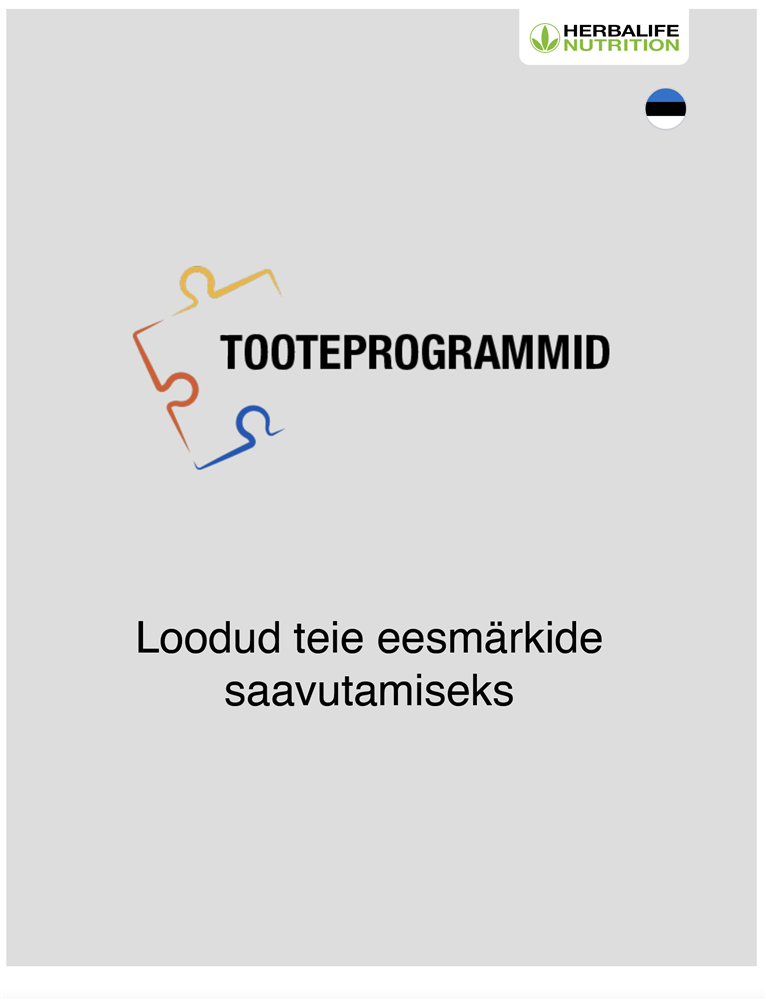 HERBALIFE
NUTRITION
TOOTEPROGRAMMID
Loodud teie eesmärkide
saavutamiseks